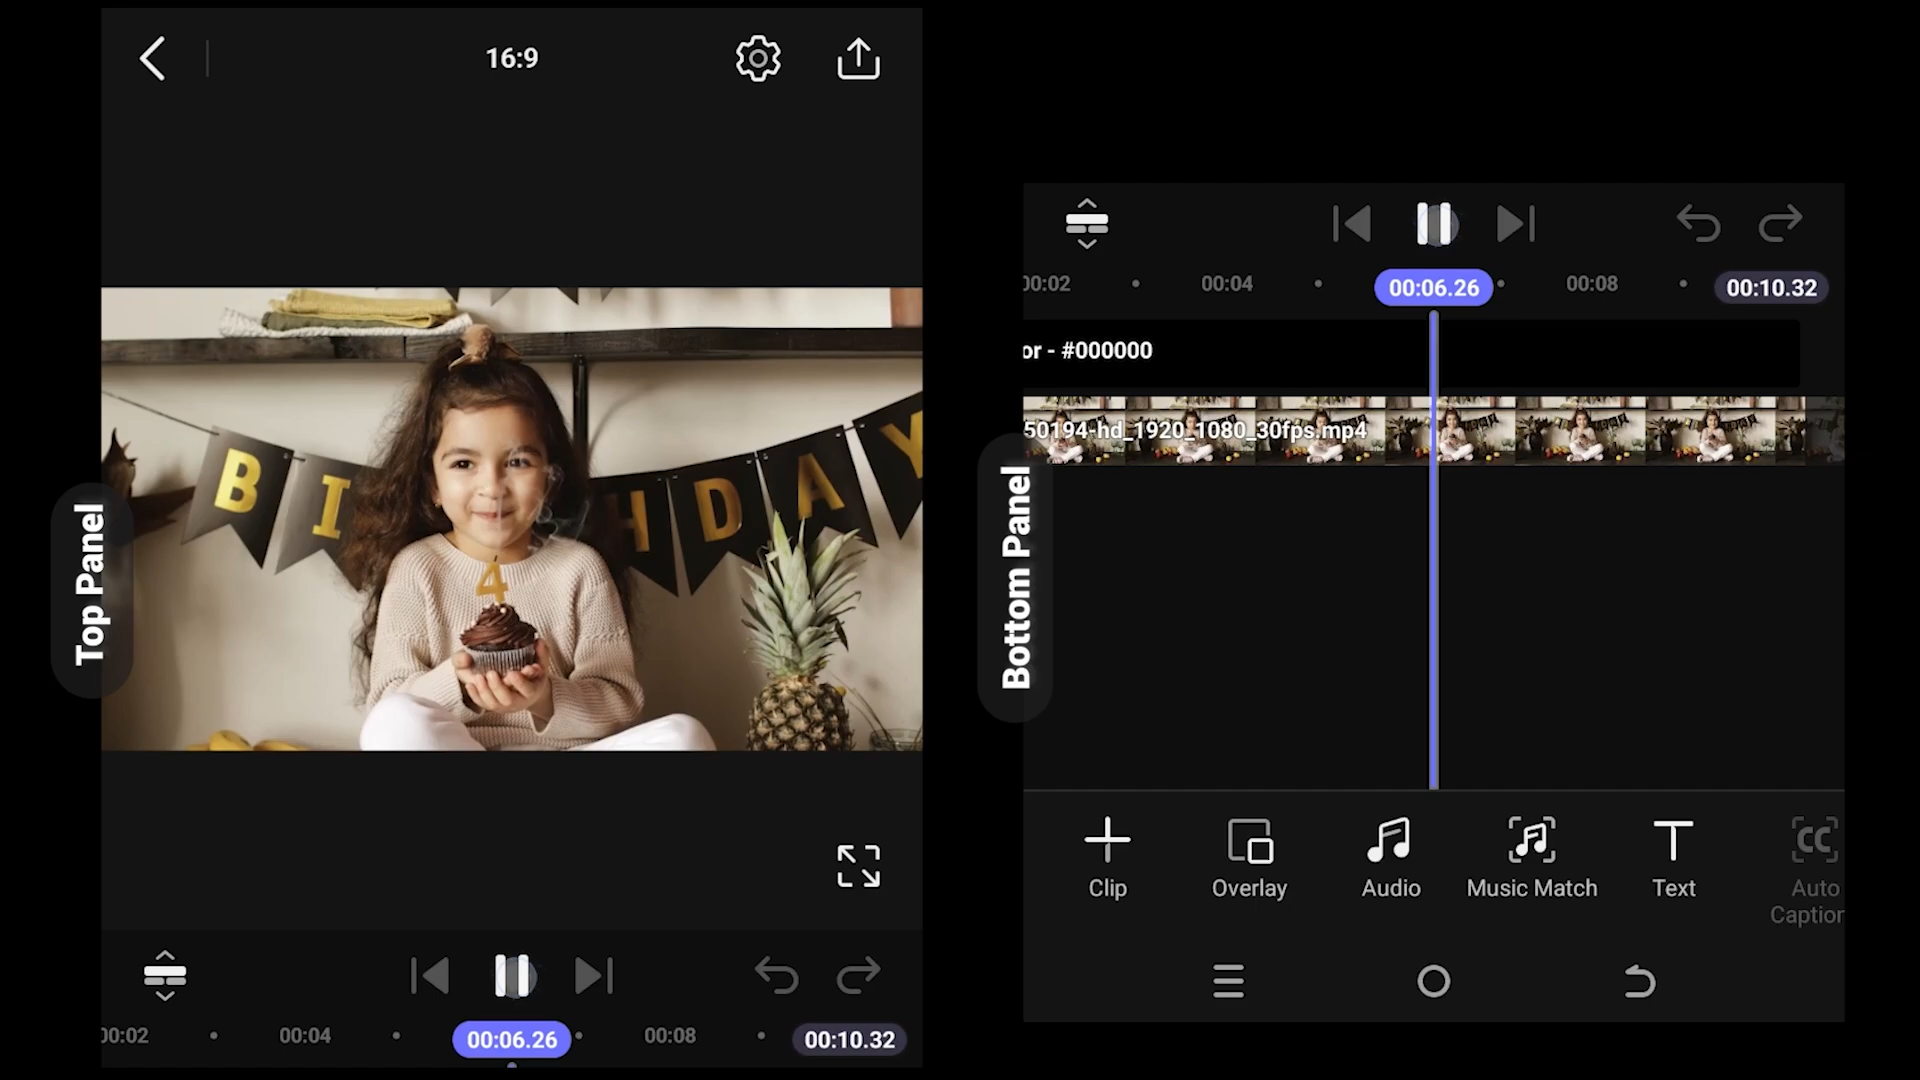 16:9
BI HDAY
4
Top Panel
00:02 00:04 00:06.26 00:08 00:10.32
00:02 00:04 00:06.26 00:08 00:10.32
or - #000000
50194-hd_1920_1080_30fps.mp4
Bottom Panel
Clip Overlay Audio Music Match Text CC Auto
Caption